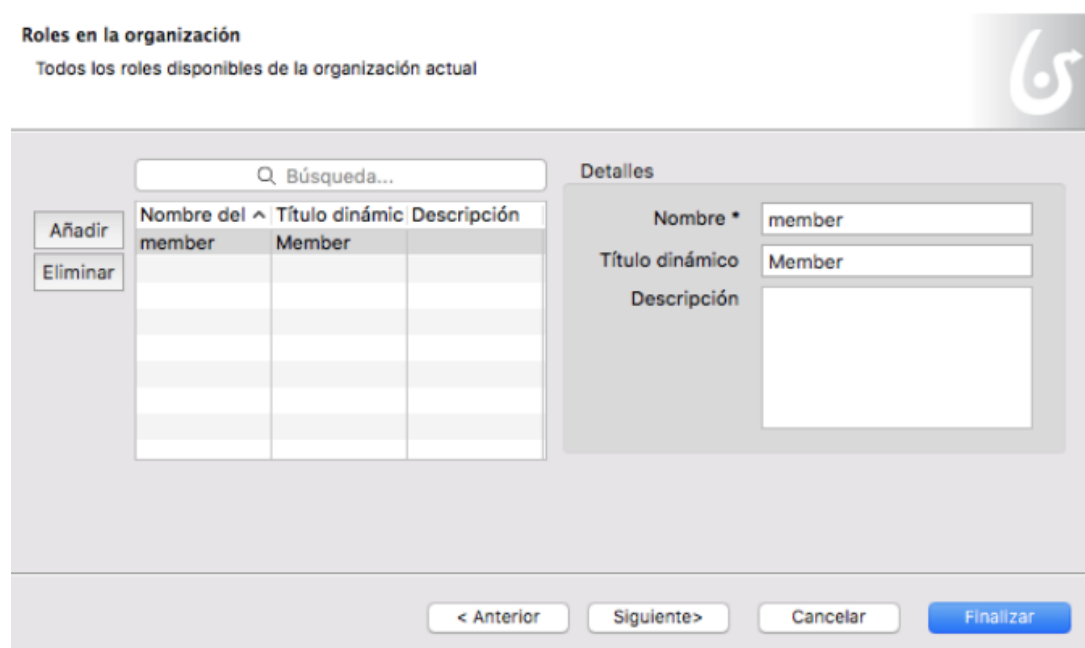 Roles en la organización
Todos los roles disponibles de la organización actual
Búsqueda...
Detalles
Añadir
Eliminar
Nombre del Título dinámic Descripción
member Member
Nombre * member
Título dinámico Member
Descripción
< Anterior Siguiente> Cancelar Finalizar